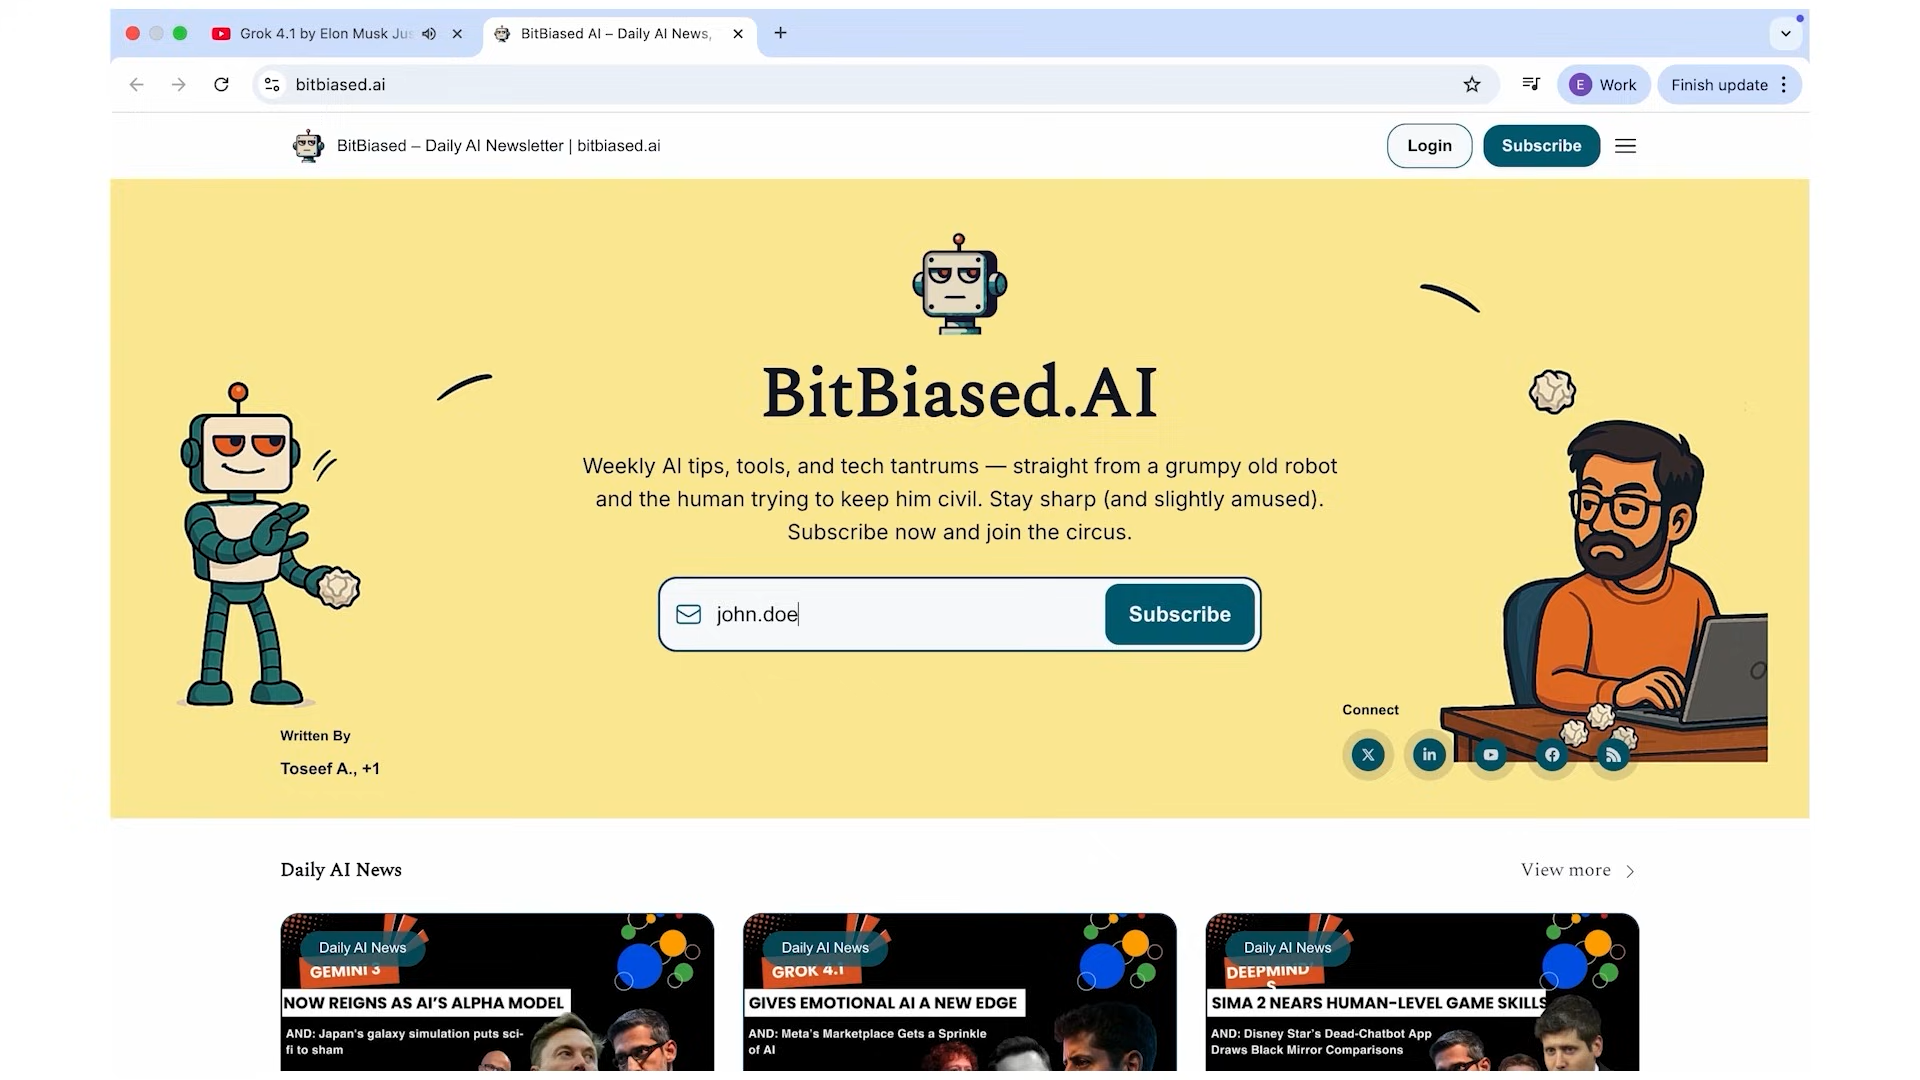 Grok 4.1 by Elon Musk Jus
BitBiased AI – Daily AI News,
bitbiased.ai
E
Work
Finish update
BitBiased – Daily AI Newsletter | bitbiased.ai
Login
Subscribe
BitBiased.AI
Weekly AI tips, tools, and tech tantrums — straight from a grumpy old robot
and the human trying to keep him civil. Stay sharp (and slightly amused).
Subscribe now and join the circus.
john.doe
Subscribe
Written By
Toseef A., +1
Connect
X
in
Daily AI News
View more
Daily AI News
GEMINI 3
NOW REIGNS AS AI'S ALPHA MODEL
AND: Japan's galaxy simulation puts sci-
fi to sham
Daily AI News
GROK 4.1
GIVES EMOTIONAL AI A NEW EDGE
AND: Meta's Marketplace Gets a Sprinkle
of AI
Daily AI News
DEEPMIND'
S
SIMA 2 NEARS HUMAN-LEVEL GAME SKILLS
AND: Disney Star's Dead-Chatbot App
Draws Black Mirror Comparisons